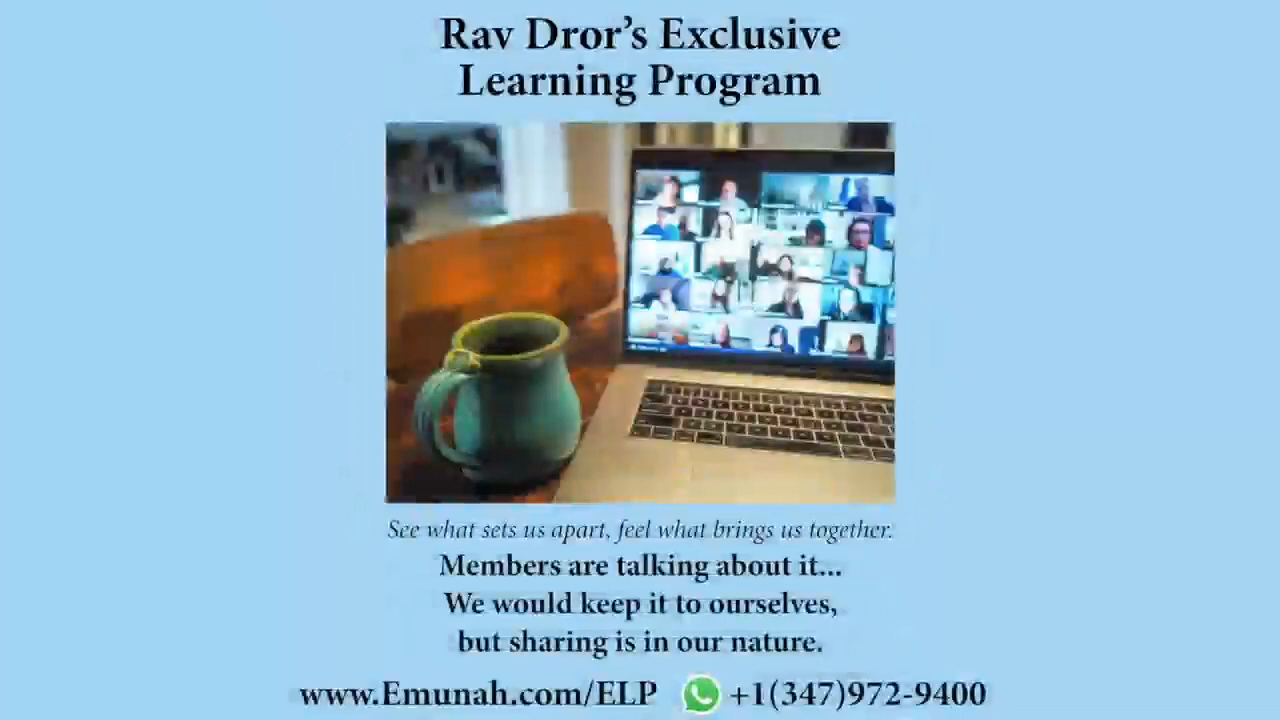 Rav Dror’s Exclusive
Learning Program
See what sets us apart, feel what brings us together.
Members are talking about it...
We would keep it to ourselves,
but sharing is in our nature.
www.Emunah.com/ELP +1(347)972-9400